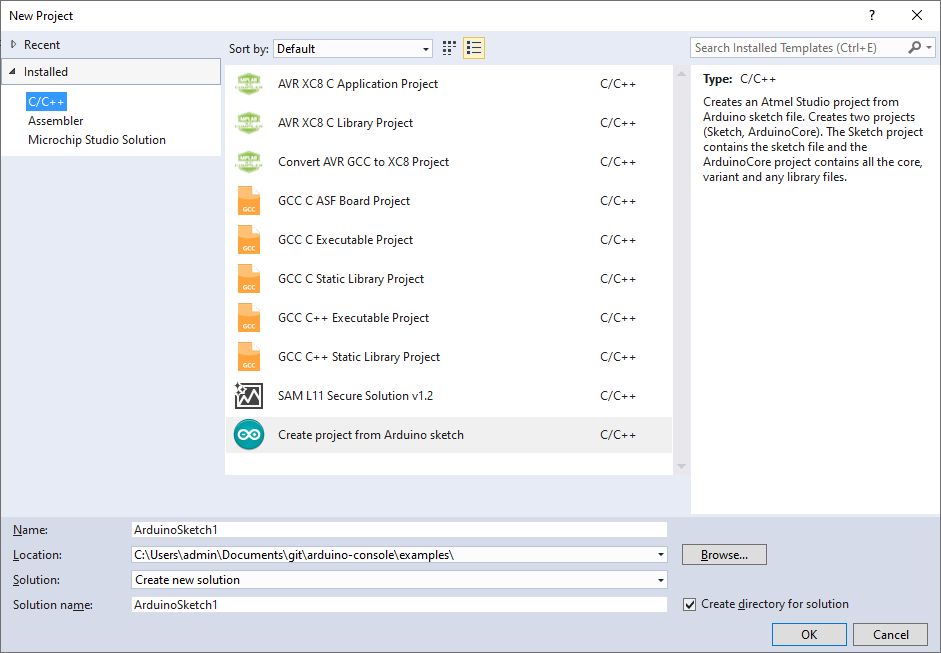 New Project
? 
Recent
Installed
C/C++
Assembler
Microchip Studio Solution
Sort by: Default
Search Installed Templates (Ctrl+E)
AVR XC8 C Application Project C/C++
AVR XC8 C Library Project C/C++
Convert AVR GCC to XC8 Project C/C++
GCC GCC C ASF Board Project C/C++
GCC GCC C Executable Project C/C++
GCC GCC C Static Library Project C/C++
GCC GCC C++ Executable Project C/C++
GCC GCC C++ Static Library Project C/C++
SAM L11 Secure Solution v1.2 C/C++
Create project from Arduino sketch C/C++
Type: C/C++
Creates an Atmel Studio project from
Arduino sketch file. Creates two projects
(Sketch, ArduinoCore). The Sketch project
contains the sketch file and the
ArduinoCore project contains all the core,
variant and any library files.
Name: ArduinoSketch1
Location: C:\Users\admin\Documents\git\arduino-console\examples\ Browse...
Solution: Create new solution
Solution name: ArduinoSketch1
Create directory for solution
OK Cancel